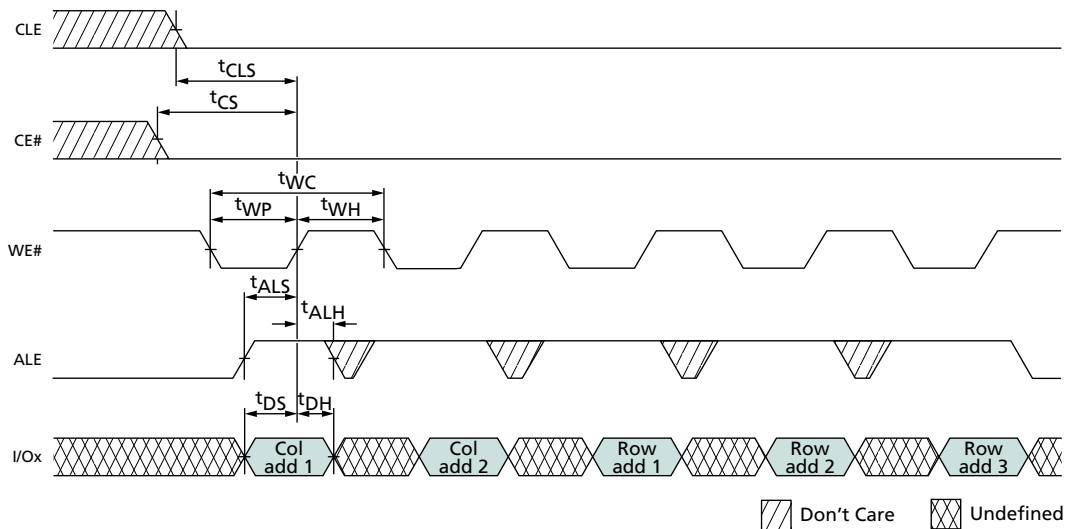 CLE
tCLS
tCS
CE#
tWC
tWP
tWH
WE#
tALS
tALH
ALE
tDS
tDH
I/Ox
Col
add 1
Col
add 2
Row
add 1
Row
add 2
Row
add 3
Don't Care
Undefined